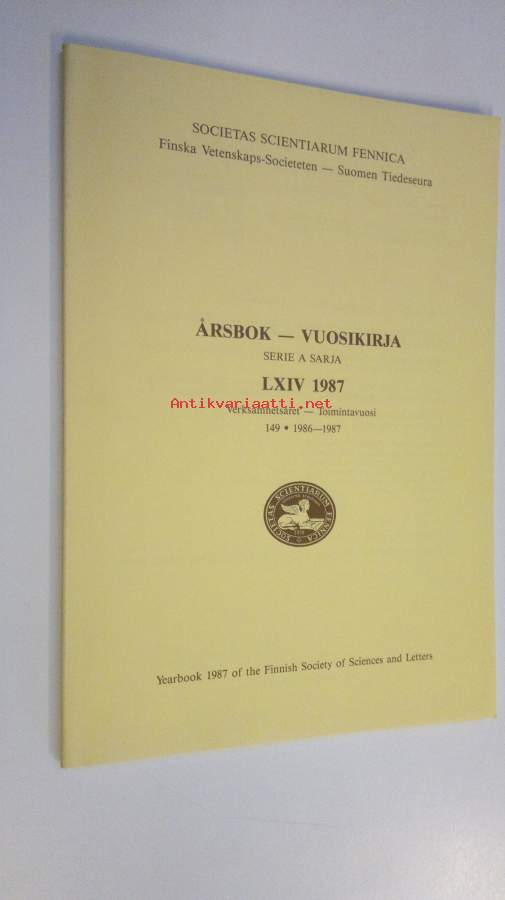 SOCIETAS SCIENTIARUM FENNICA
Finska Vetenskaps-Societeten — Suomen Tiedeseura
ÅRSBOK — VUOSIKIRJA
SERIE A SARJA
LXIV 1987
Antikvariaatti.net
Verksamhetsåret — Toimintavuosi
149 • 1986—1987
SOCIETAS SCIENTIARUM FENNICA
Yearbook 1987 of the Finnish Society of Sciences and Letters